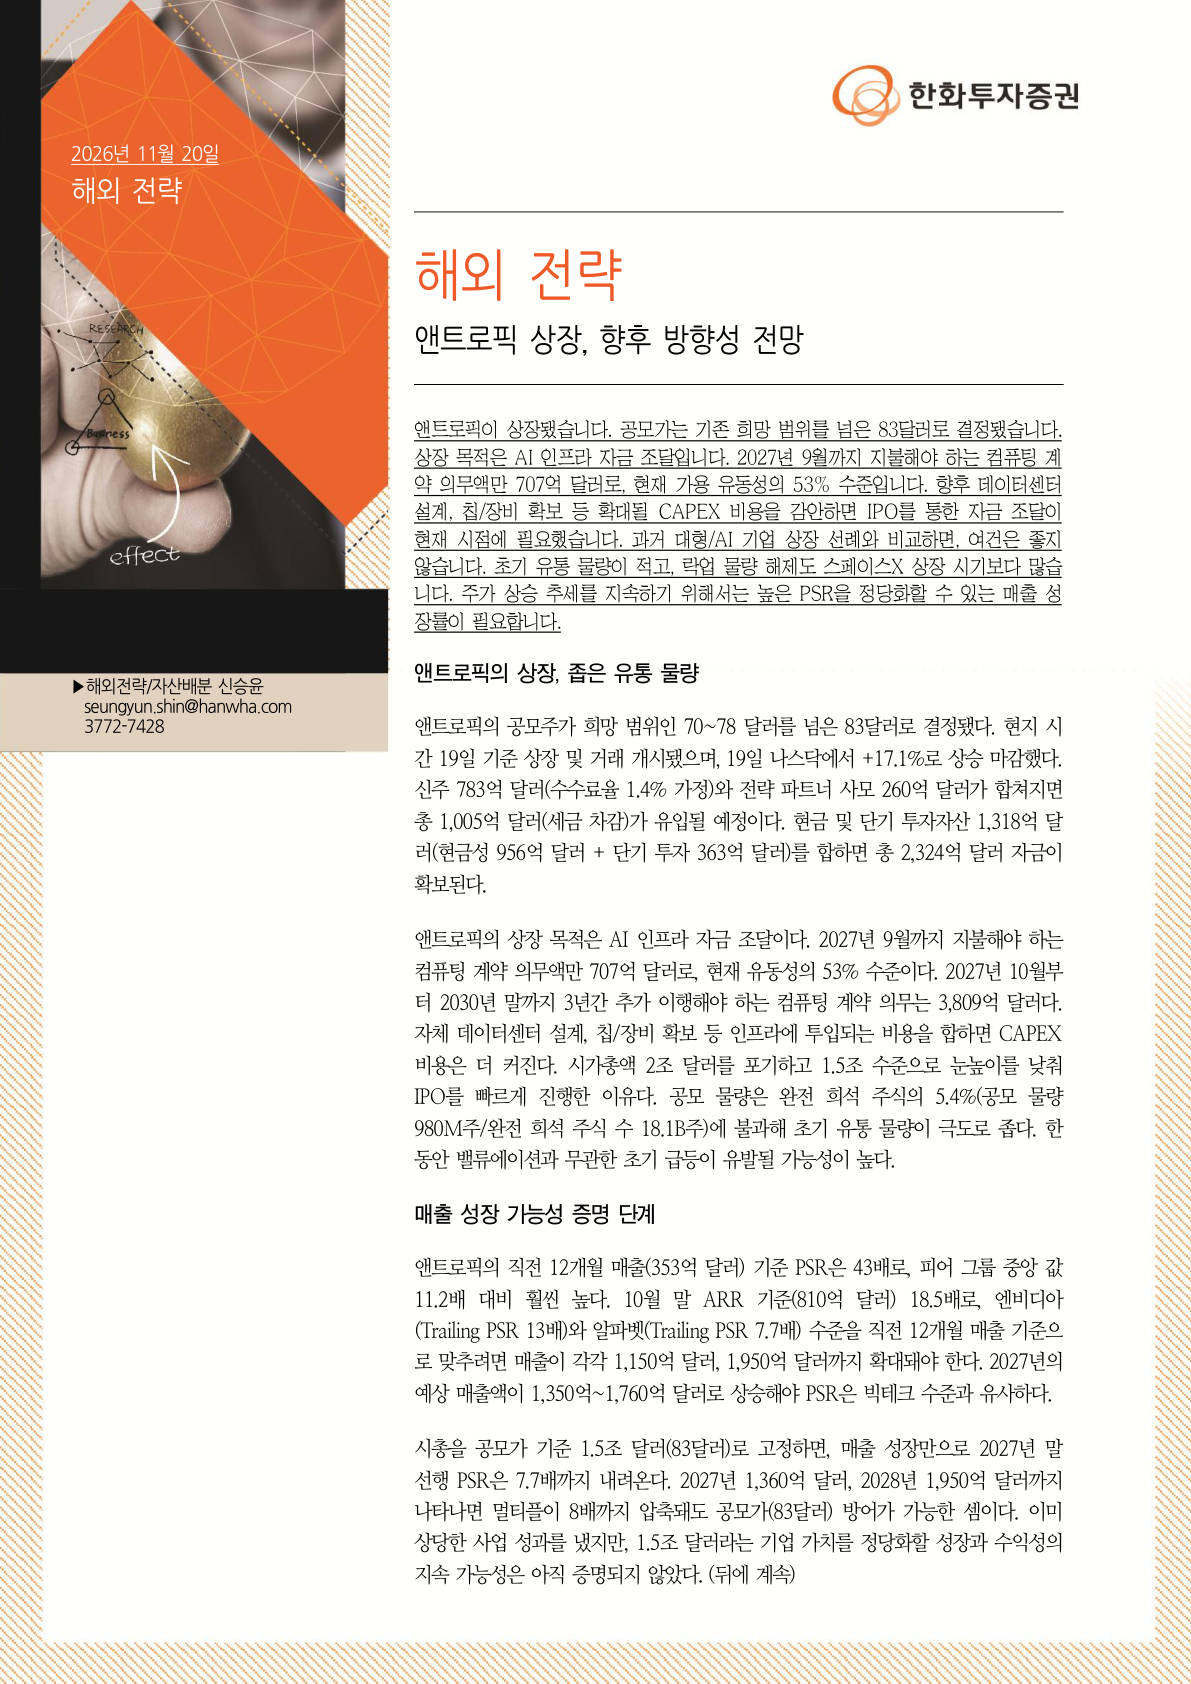 한화투자증권
2026년 11월 20일
해외 전략
RESEARCH
Business
effect
▶해외전략/자산배분 신승윤
seungyun.shin@hanwha.com
3772-7428
해외 전략
앤트로픽 상장, 향후 방향성 전망
앤트로픽이 상장됐습니다. 공모가는 기존 희망 범위를 넘은 83달러로 결정됐습니다.
상장 목적은 AI 인프라 자금 조달입니다. 2027년 9월까지 지불해야 하는 컴퓨팅 계
약 의무액만 707억 달러로, 현재 가용 유동성의 53% 수준입니다. 향후 데이터센터
설계, 칩/장비 확보 등 확대될 CAPEX 비용을 감안하면 IPO를 통한 자금 조달이
현재 시점에 필요했습니다. 과거 대형/AI 기업 상장 선례와 비교하면, 여건은 좋지
않습니다. 초기 유통 물량이 적고, 락업 물량 해제도 스페이스X 상장 시기보다 많습
니다. 주가 상승 추세를 지속하기 위해서는 높은 PSR을 정당화할 수 있는 매출 성
장률이 필요합니다.
앤트로픽의 상장, 좁은 유통 물량
앤트로픽의 공모주가 희망 범위인 70~78 달러를 넘은 83달러로 결정됐다. 현지 시
간 19일 기준 상장 및 거래 개시됐으며, 19일 나스닥에서 +17.1%로 상승 마감했다.
신주 783억 달러(수수료율 1.4% 가정)와 전략 파트너 사모 260억 달러가 합쳐지면
총 1,005억 달러(세금 차감)가 유입될 예정이다. 현금 및 단기 투자자산 1,318억 달
러(현금성 956억 달러 + 단기 투자 363억 달러)를 합하면 총 2,324억 달러 자금이
확보된다.
앤트로픽의 상장 목적은 AI 인프라 자금 조달이다. 2027년 9월까지 지불해야 하는
컴퓨팅 계약 의무액만 707억 달러로, 현재 유동성의 53% 수준이다. 2027년 10월부
터 2030년 말까지 3년간 추가 이행해야 하는 컴퓨팅 계약 의무는 3,809억 달러다.
자체 데이터센터 설계, 칩/장비 확보 등 인프라에 투입되는 비용을 합하면 CAPEX
비용은 더 커진다. 시가총액 2조 달러를 포기하고 1.5조 수준으로 눈높이를 낮춰
IPO를 빠르게 진행한 이유다. 공모 물량은 완전 희석 주식의 5.4%(공모 물량
980M주/완전 희석 주식 수 18.1B주)에 불과해 초기 유통 물량이 극도로 좁다. 한
동안 밸류에이션과 무관한 초기 급등이 유발될 가능성이 높다.
매출 성장 가능성 증명 단계
앤트로픽의 직전 12개월 매출(353억 달러) 기준 PSR은 43배로, 피어 그룹 중앙 값
11.2배 대비 훨씬 높다. 10월 말 ARR 기준(810억 달러) 18.5배로, 엔비디아
(Trailing PSR 13배)와 알파벳(Trailing PSR 7.7배) 수준을 직전 12개월 매출 기준으
로 맞추려면 매출이 각각 1,150억 달러, 1,950억 달러까지 확대돼야 한다. 2027년의
예상 매출액이 1,350억~1,760억 달러로 상승해야 PSR은 빅테크 수준과 유사하다.
시총을 공모가 기준 1.5조 달러(83달러)로 고정하면, 매출 성장만으로 2027년 말
선행 PSR은 7.7배까지 내려온다. 2027년 1,360억 달러, 2028년 1,950억 달러까지
나타나면 멀티플이 8배까지 압축돼도 공모가(83달러) 방어가 가능한 셈이다. 이미
상당한 사업 성과를 냈지만, 1.5조 달러라는 기업 가치를 정당화할 성장과 수익성의
지속 가능성은 아직 증명되지 않았다. (뒤에 계속)